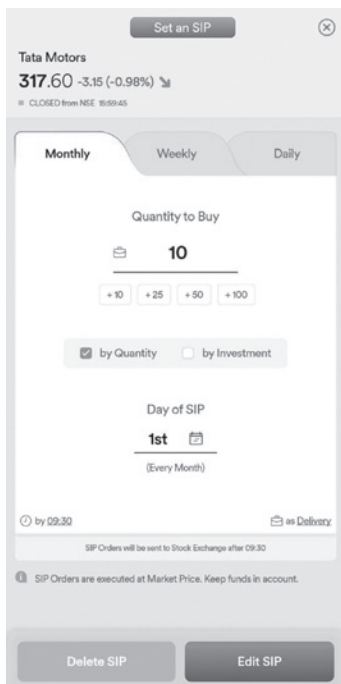 Set an SIP
Tata Motors
317.60 -3.15 (-0.98%)
CLOSED from NSE 15:59:45
Monthly Weekly Daily
Quantity to Buy
10
+10 +25 +50 +100
by Quantity by Investment
Day of SIP
1st
(Every Month)
by 09:30 as Delivery
SIP Orders will be sent to Stock Exchange after 09:30
SIP Orders are executed at Market Price. Keep funds in account.
Delete SIP Edit SIP